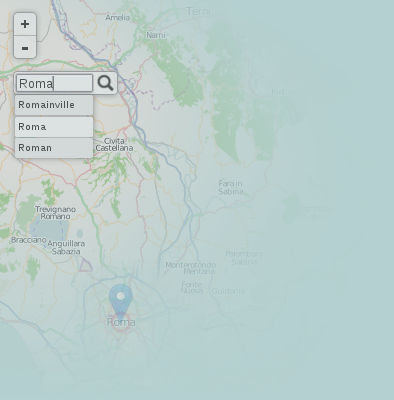 +
-
Roma
Romainville
Roma
Roman
Amelia
Terni
Narni
Civita
Castellana
Fara in
Sabina
Trevignano
Romano
Bracciano
Anguillara
Sabazia
Palombara
Sabina
Monterotondo
Mentana
Fonte
Nuova
Guidonia
Roma